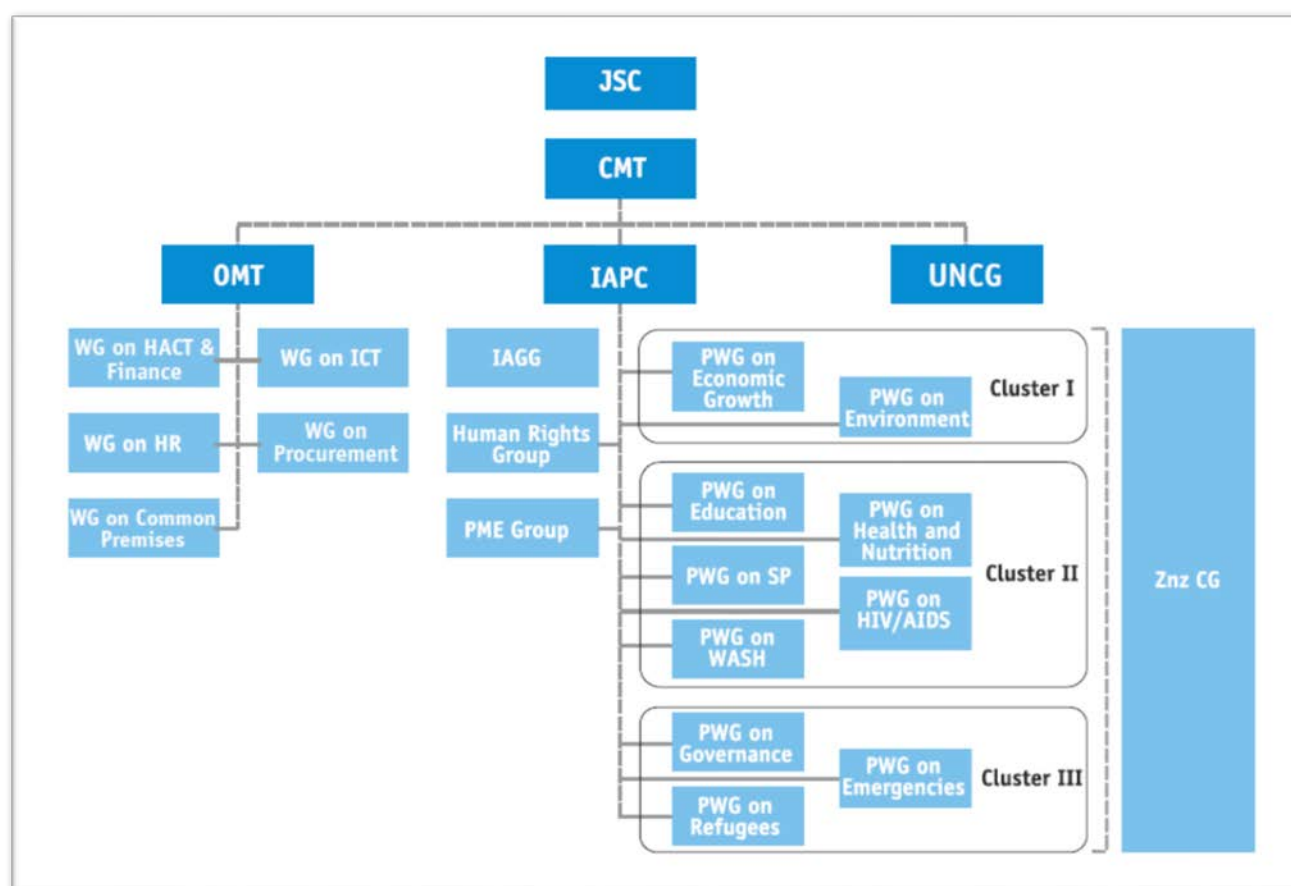 JSC
CMT
OMT
IAPC
UNCG
WG on HACT &
Finance
WG on ICT
WG on HR
WG on
Procurement
WG on Common
Premises
IAGG
Human Rights
Group
PME Group
PWG on
Economic
Growth
PWG on
Environment
Cluster I
PWG on
Education
PWG on
Health and
Nutrition
PWG on SP
PWG on
HIV/AIDS
PWG on
WASH
Cluster II
PWG on
Governance
PWG on
Emergencies
PWG on
Refugees
Cluster III
Znz CG